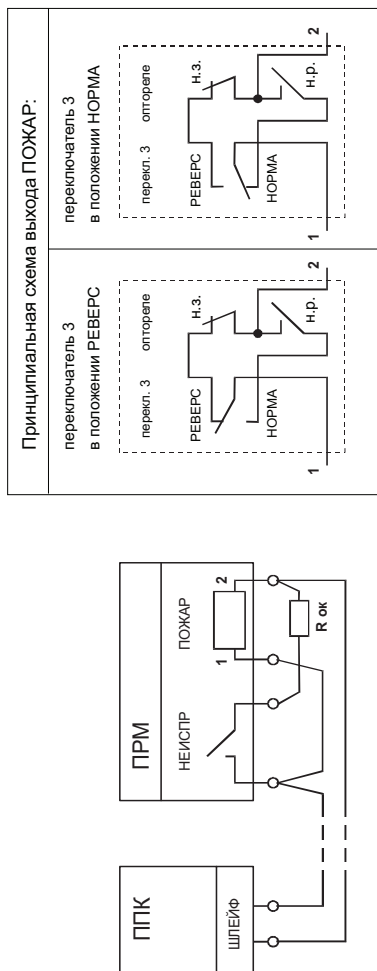 Принципиальная схема выхода ПОЖАР:
переключатель 3
в положении РЕВЕРС
перекл. 3
оптореле
РЕВЕРС
н.з.
НОРМА
н.р.
1
2
переключатель 3
в положении НОРМА
перекл. 3
оптореле
РЕВЕРС
н.з.
НОРМА
н.р.
1
2
ППК
ШЛЕЙФ
ПРМ
НЕИСПР
ПОЖАР
1
2
R ок